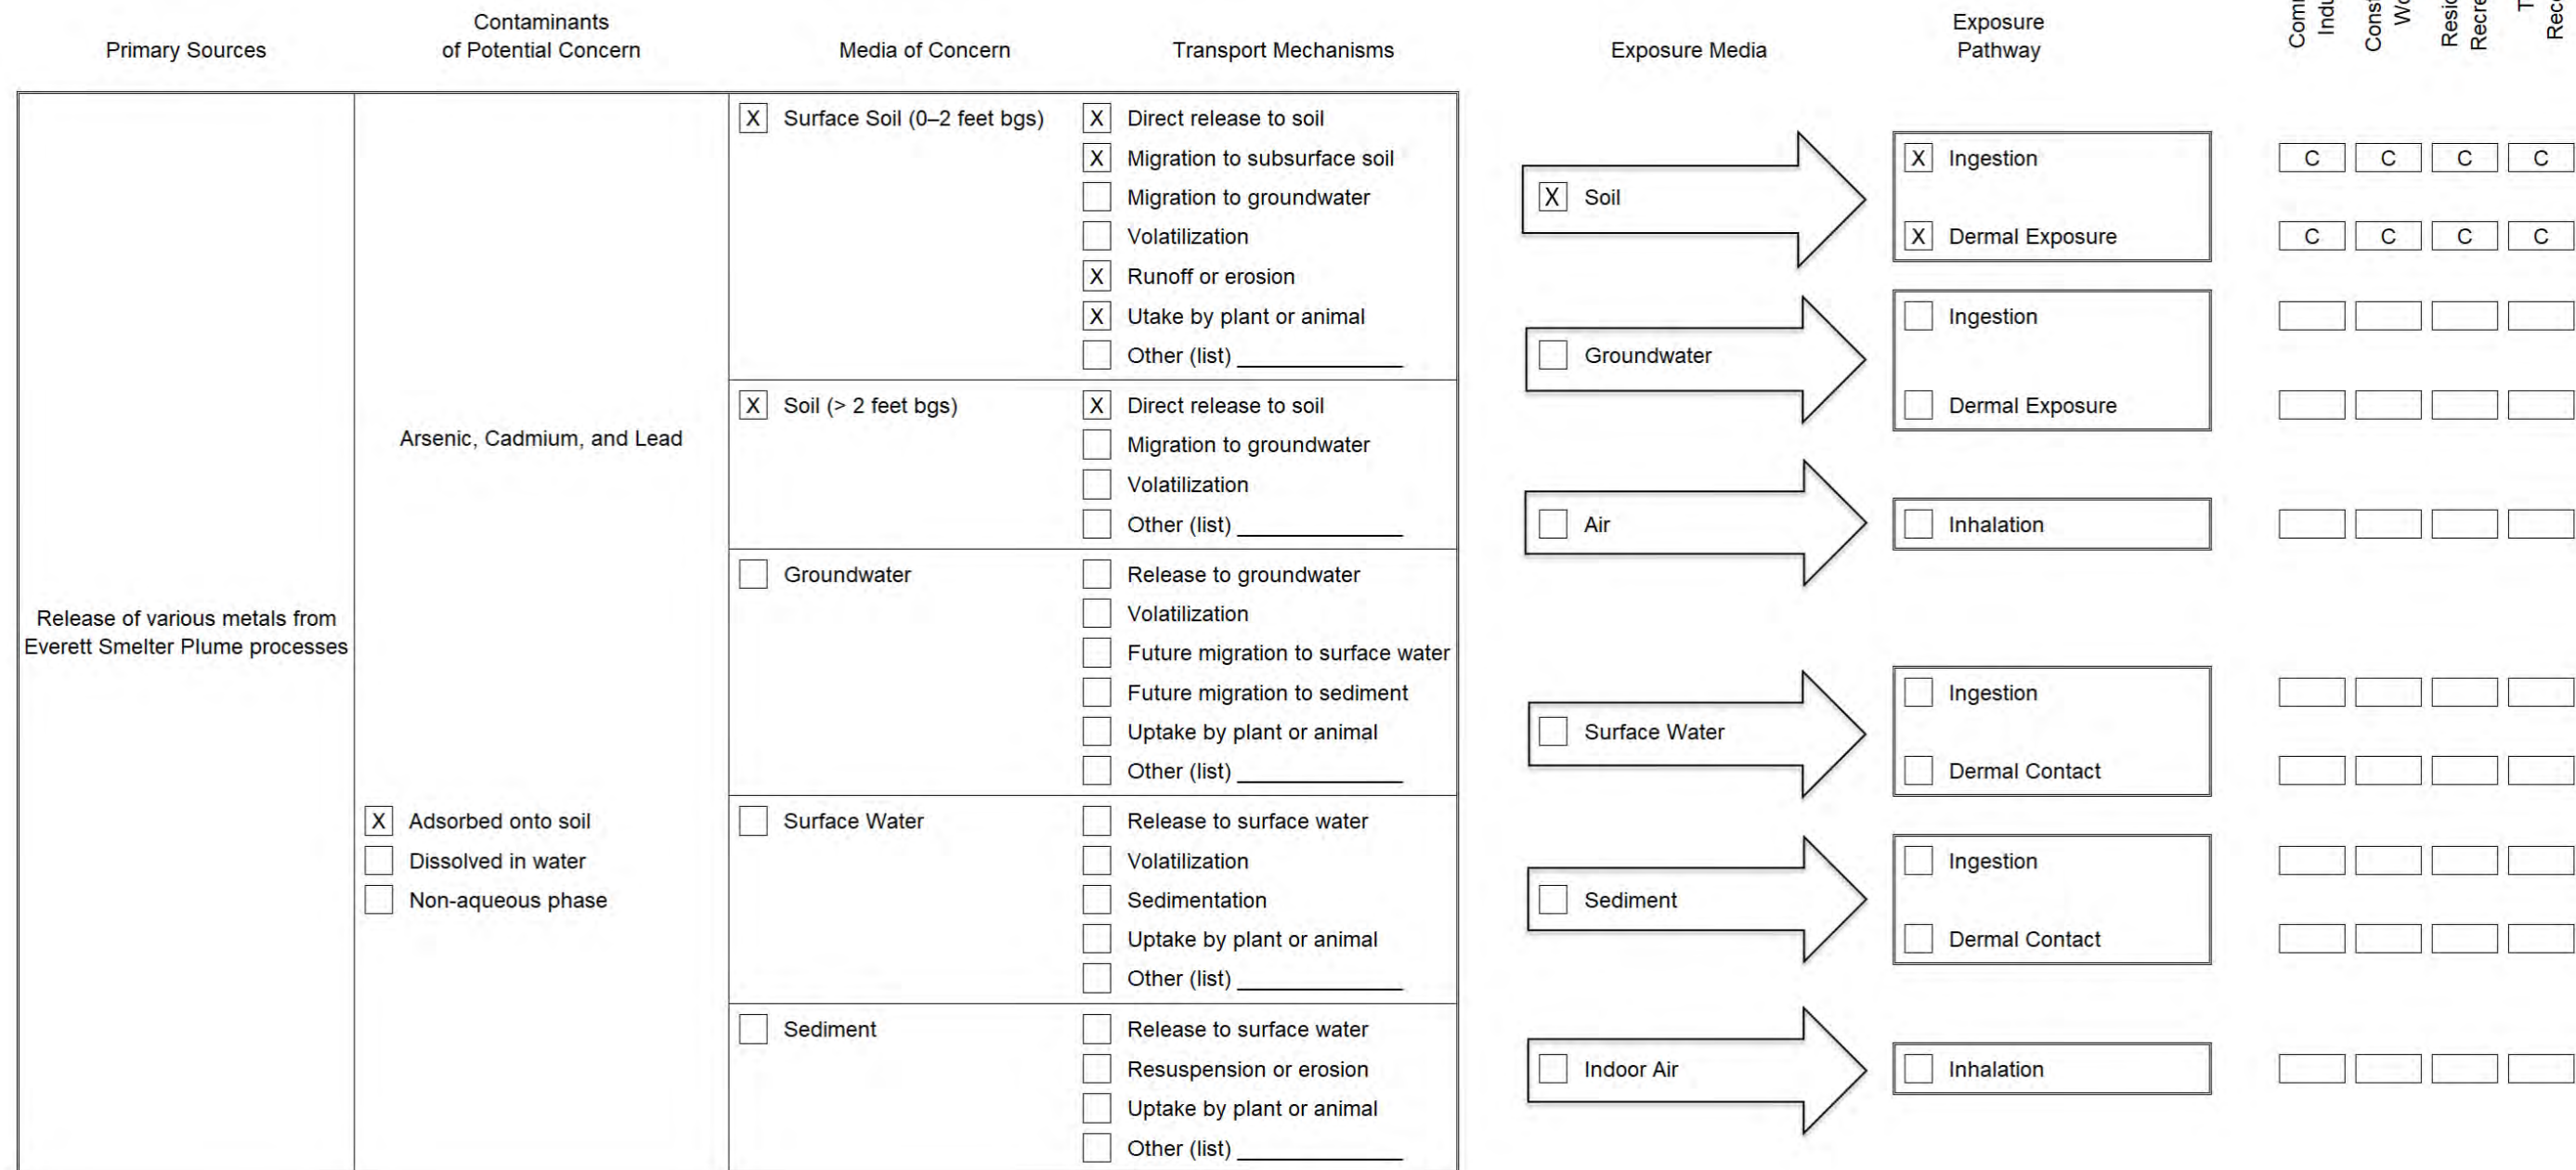 Contaminants
of Potential Concern
Primary Sources
Media of Concern
Transport Mechanisms
Exposure Media
Exposure
Pathway
Release of various metals from
Everett Smelter Plume processes
Arsenic, Cadmium, and Lead
X Adsorbed onto soil
Dissolved in water
Non-aqueous phase
X Surface Soil (0–2 feet bgs)
X Direct release to soil
X Migration to subsurface soil
Migration to groundwater
Volatilization
X Runoff or erosion
X Utake by plant or animal
Other (list) ____________
X Soil (> 2 feet bgs)
X Direct release to soil
Migration to groundwater
Volatilization
Other (list) ____________
Groundwater
Release to groundwater
Volatilization
Future migration to surface water
Future migration to sediment
Uptake by plant or animal
Other (list) ____________
Surface Water
Release to surface water
Volatilization
Sedimentation
Uptake by plant or animal
Other (list) ____________
Sediment
Release to surface water
Resuspension or erosion
Uptake by plant or animal
Other (list) ____________
X Soil
X Ingestion
C C C C
X Dermal Exposure
C C C C
Groundwater
Ingestion
Dermal Exposure
Air
Inhalation
Surface Water
Ingestion
Dermal Contact
Sediment
Ingestion
Dermal Contact
Indoor Air
Inhalation